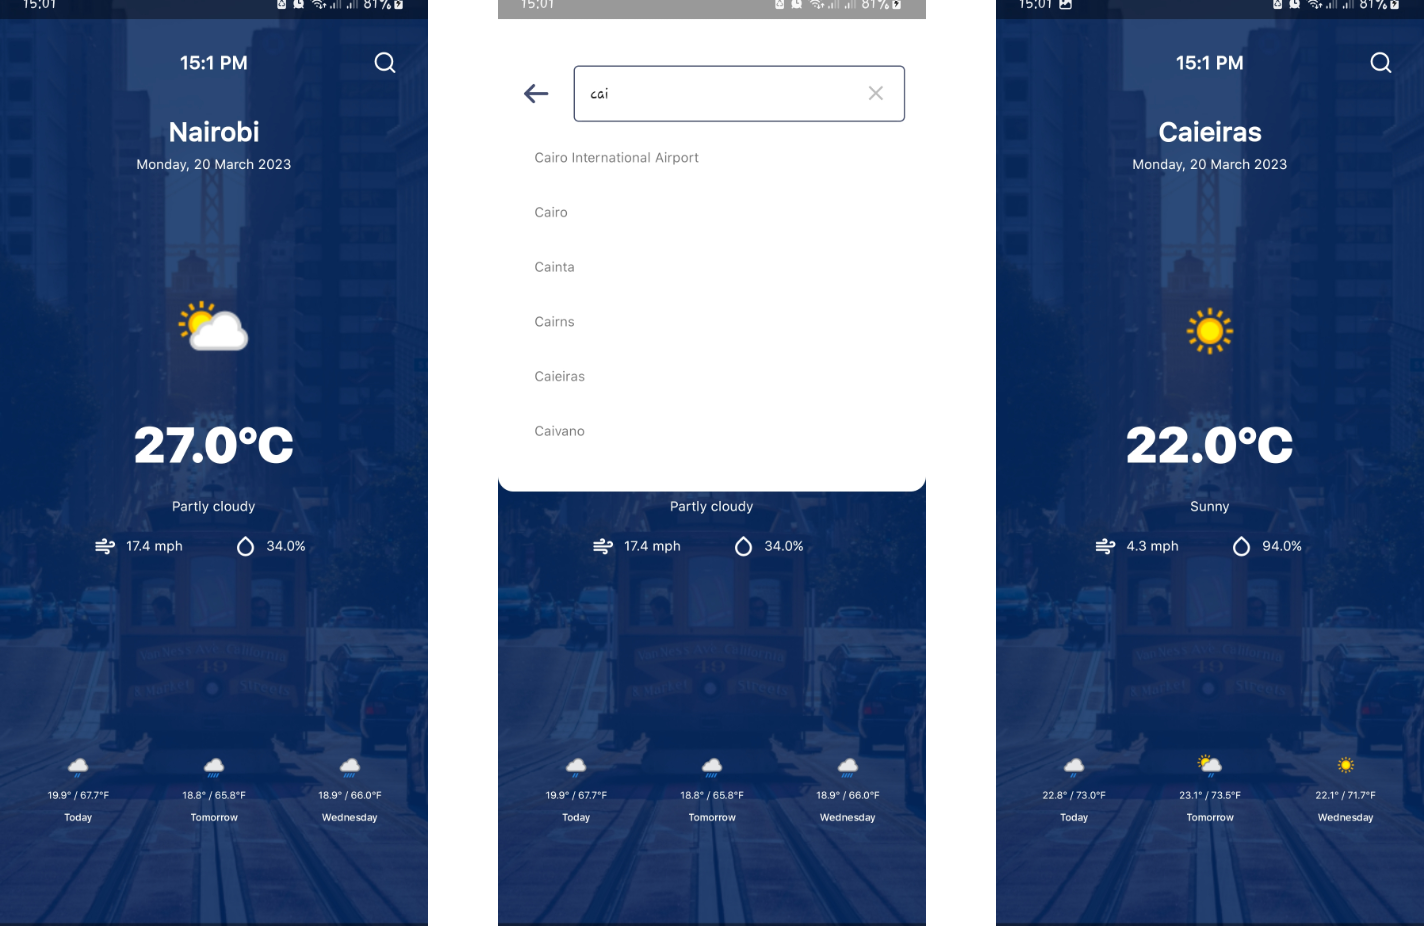 15:01
81%
15:1 PM
Nairobi
Monday, 20 March 2023
27.0°C
Partly cloudy
17.4 mph
34.0%
19.9° / 67.7°F
18.8° / 65.8°F
18.9° / 66.0°F
Today
Tomorrow
Wednesday
15:01
81%
cai
Cairo International Airport
Cairo
Cainta
Cairns
Caieiras
Caivano
Partly cloudy
17.4 mph
34.0%
19.9° / 67.7°F
18.8° / 65.8°F
18.9° / 66.0°F
Today
Tomorrow
Wednesday
15:01
81%
15:1 PM
Caieiras
Monday, 20 March 2023
22.0°C
Sunny
4.3 mph
94.0%
22.8° / 73.0°F
23.1° / 73.5°F
22.1° / 71.7°F
Today
Tomorrow
Wednesday